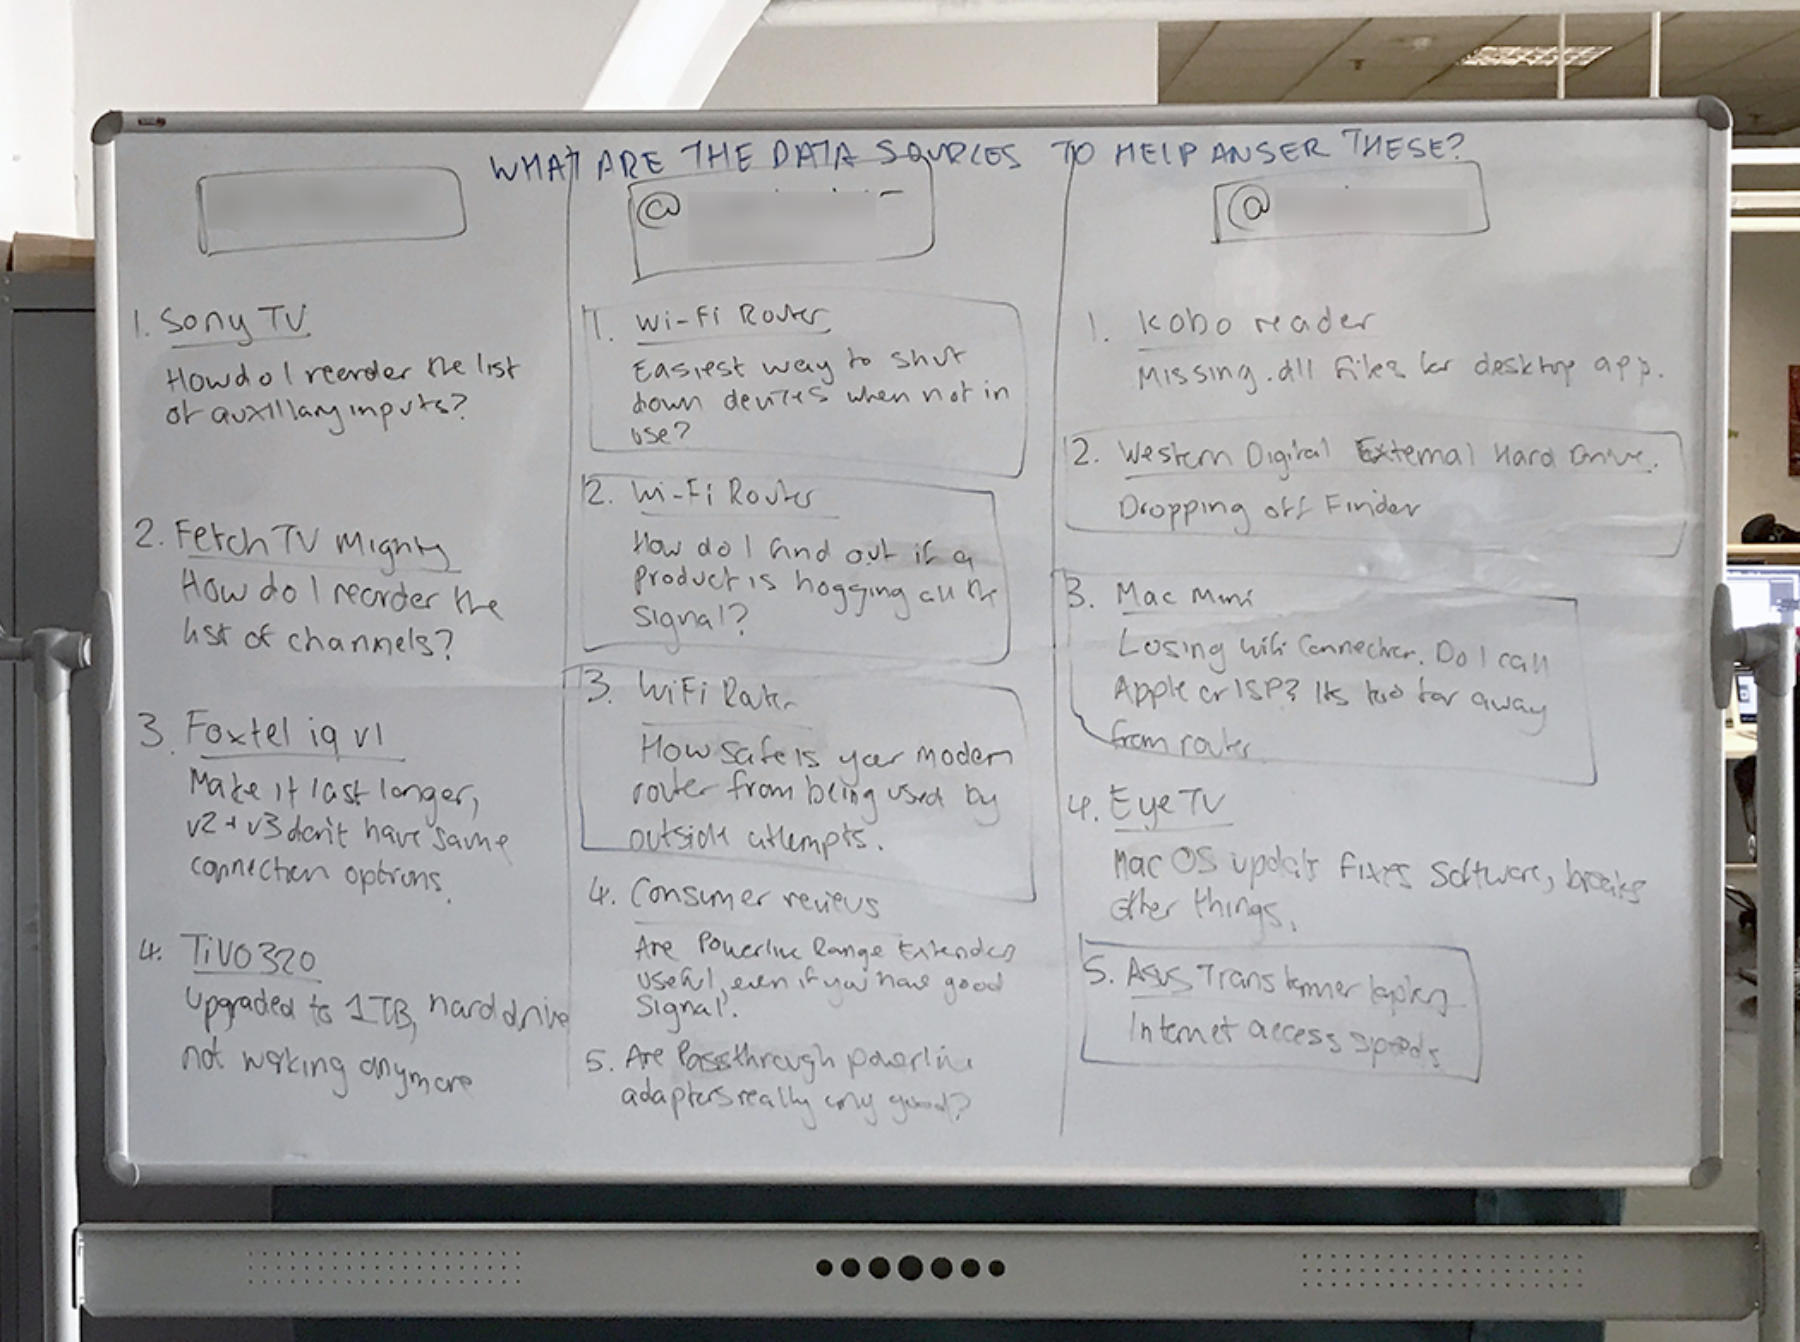 WHAT ARE THE DATA SOURCES TO HELP ANSER THESE?
1. Sony TV
How do I reorder the list
of auxillary inputs?
2. Fetch TV Mighty
How do I reorder the
list of channels?
3. Foxtel iq v1
Make it last longer,
v2 + v3 don't have same
connection options.
4. TiVO 320
Upgraded to 1TB, hard drive
not working anymore
@
1. Wi-Fi Router
Easiest way to shut
down devices when not in
use?
2. Wi-Fi Router
How do I find out if a
product is hogging all the
signal?
3. WiFi Router
How safe is your modem
router from being used by
outside attempts.
4. Consumer reviews
Are Powerline Range Extenders
useful, even if you have good
signal?
5. Are Passthrough powerline
adapters really any good?
@
1. Kobo reader
Missing .dll files for desktop app.
2. Western Digital External Hard Drive.
Dropping off Finder
3. Mac Mini
Losing wifi connection. Do I call
Apple or ISP? Its too far away
from router
4. Eye TV
Mac OS update fixes software, breaks
other things.
5. Asus Transformer laptop
Internet access speeds